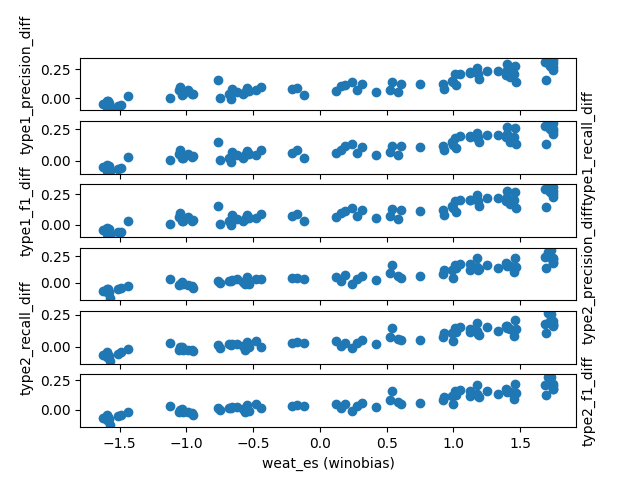 type1_precision_diff
0.25
0.00
type1_recall_diff
0.25
0.00
type1_f1_diff
0.25
0.00
type2_precision_diff
0.25
0.00
type2_recall_diff
0.25
0.00
type2_f1_diff
0.25
0.00
−1.5 −1.0 −0.5 0.0 0.5 1.0 1.5
weat_es (winobias)